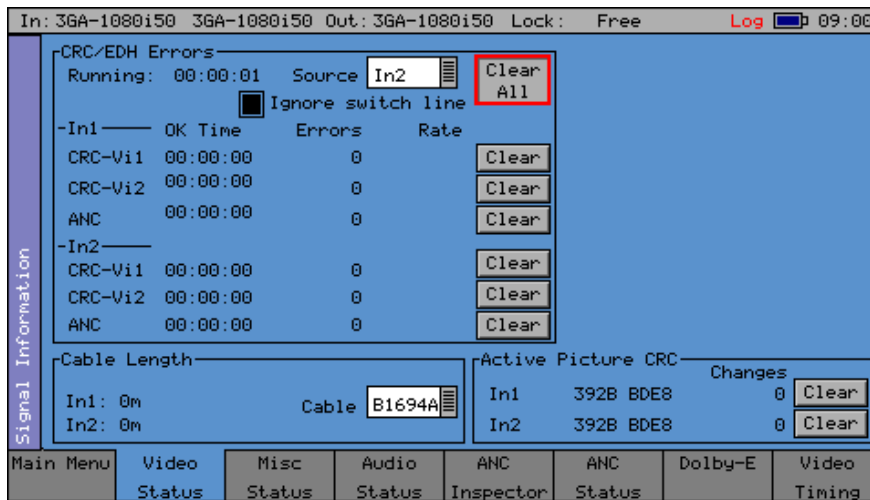 In: 3GA-1080i50 3GA-1080i50 Out: 3GA-1080i50 Lock: Free Log 09:00
CRC/EDH Errors
Running: 00:00:01 Source In2 Clear All
Ignore switch line
-In1 OK Time Errors Rate
CRC-Vi1 00:00:00 0 Clear
CRC-Vi2 00:00:00 0 Clear
ANC 00:00:00 0 Clear
-In2
CRC-Vi1 00:00:00 0 Clear
CRC-Vi2 00:00:00 0 Clear
ANC 00:00:00 0 Clear
Signal Information
Cable Length
In1: 0m
In2: 0m
Cable B1694A
Active Picture CRC
Changes
In1 392B BDE8 0 Clear
In2 392B BDE8 0 Clear
Main Menu Video Status Misc Status Audio Status ANC Inspector ANC Status Dolby-E Video Timing